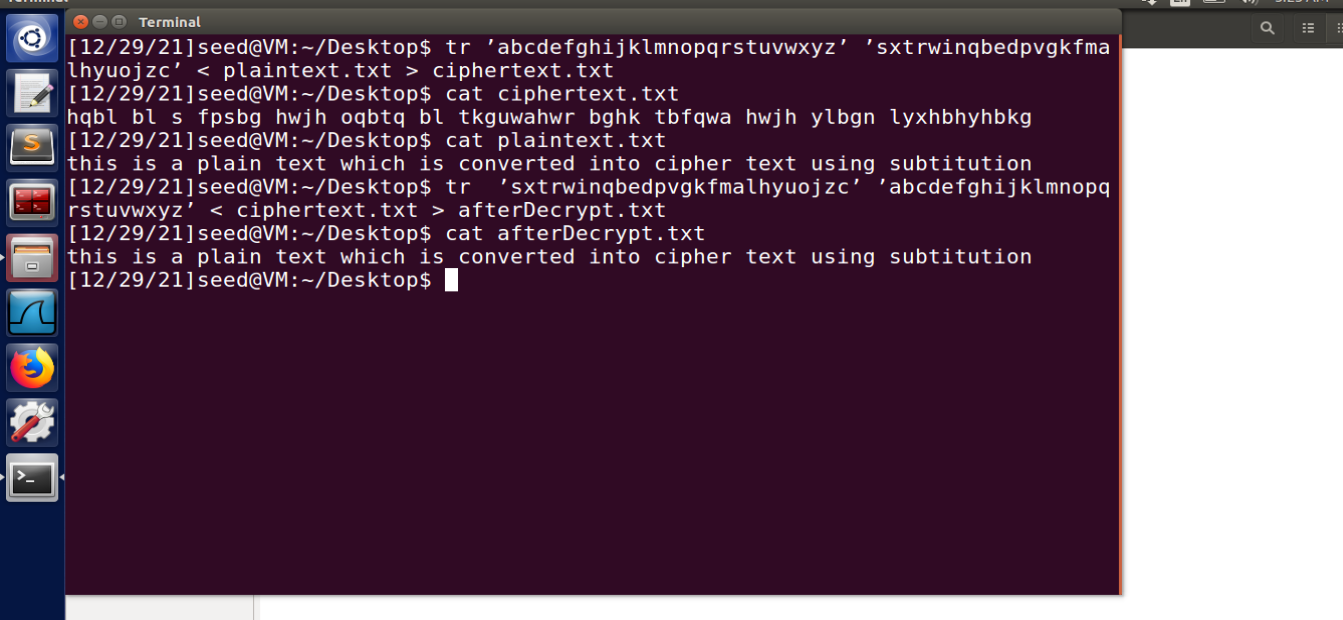 Terminal
[12/29/21]seed@VM:~/Desktop$ tr ’abcdefghijklmnopqrstuvwxyz’ ’sxtrwinqbedpvgkfma
lhyuojzc’ < plaintext.txt > ciphertext.txt
[12/29/21]seed@VM:~/Desktop$ cat ciphertext.txt
hqbl bl s fpsbg hwjh oqbtq bl tkguwahwr bghk tbfqwa hwjh ylbgn lyxhbhyhbkg
[12/29/21]seed@VM:~/Desktop$ cat plaintext.txt
this is a plain text which is converted into cipher text using subtitution
[12/29/21]seed@VM:~/Desktop$ tr  ’sxtrwinqbedpvgkfmalhyuojzc’ ’abcdefghijklmnopq
rstuvwxyz’ < ciphertext.txt > afterDecrypt.txt
[12/29/21]seed@VM:~/Desktop$ cat afterDecrypt.txt
this is a plain text which is converted into cipher text using subtitution
[12/29/21]seed@VM:~/Desktop$